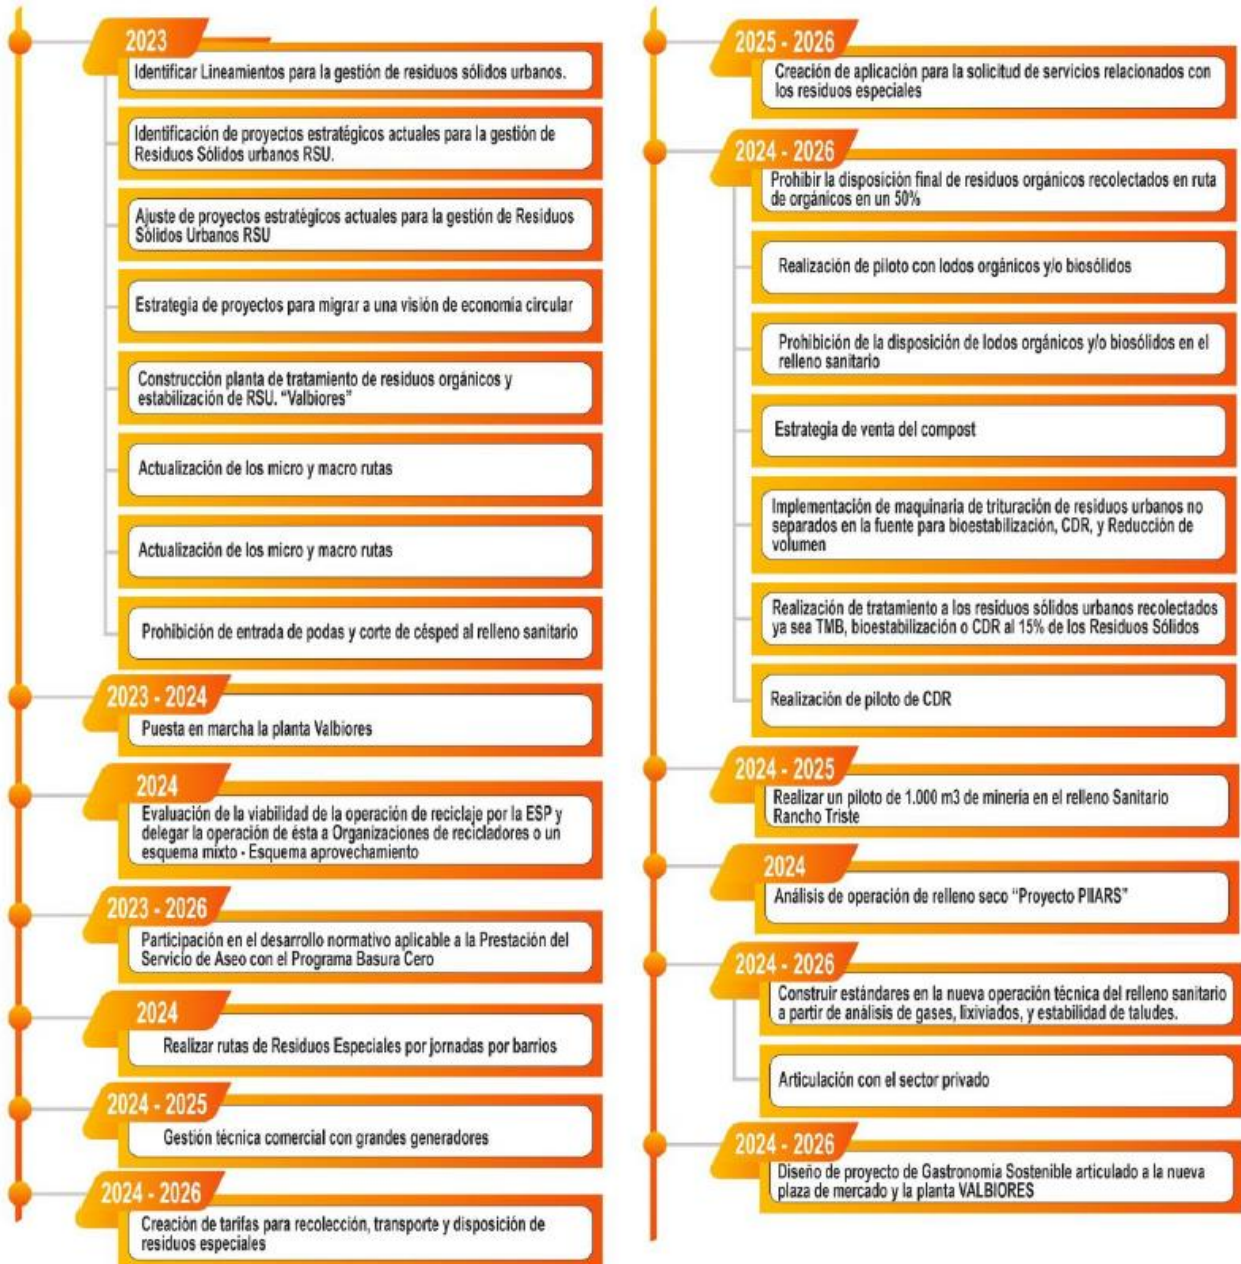 2023
Identificar Lineamientos para la gestión de residuos sólidos urbanos.
Identificación de proyectos estratégicos actuales para la gestión de
Residuos Sólidos urbanos RSU.
Ajuste de proyectos estratégicos actuales para la gestión de Residuos
Sólidos Urbanos RSU
Estrategia de proyectos para migrar a una visión de economía circular
Construcción planta de tratamiento de residuos orgánicos y
estabilización de RSU. “Valbiores”
Actualización de los micro y macro rutas
Actualización de los micro y macro rutas
Prohibición de entrada de podas y corte de césped al relleno sanitario
2023 - 2024
Puesta en marcha la planta Valbiores
2024
Evaluación de la viabilidad de la operación de reciclaje por la ESP y
delegar la operación de ésta a Organizaciones de recicladores o un
esquema mixto - Esquema aprovechamiento
2023 - 2026
Participación en el desarrollo normativo aplicable a la Prestación del
Servicio de Aseo con el Programa Basura Cero
2024
Realizar rutas de Residuos Especiales por jornadas por barrios
2024 - 2025
Gestión técnica comercial con grandes generadores
2024 - 2026
Creación de tarifas para recolección, transporte y disposición de
residuos especiales
2025 - 2026
Creación de aplicación para la solicitud de servicios relacionados con
los residuos especiales
2024 - 2026
Prohibir la disposición final de residuos orgánicos recolectados en ruta
de orgánicos en un 50%
Realización de piloto con lodos orgánicos y/o biosólidos
Prohibición de la disposición de lodos orgánicos y/o biosólidos en el
relleno sanitario
Estrategia de venta del compost
Implementación de maquinaria de trituración de residuos urbanos no
separados en la fuente para bioestabilización, CDR, y Reducción de
volumen
Realización de tratamiento a los residuos sólidos urbanos recolectados
ya sea TMB, bioestabilización o CDR al 15% de los Residuos Sólidos
Realización de piloto de CDR
2024 - 2025
Realizar un piloto de 1.000 m3 de minería en el relleno Sanitario
Rancho Triste
2024
Análisis de operación de relleno seco “Proyecto PIIARS”
2024 - 2026
Construir estándares en la nueva operación técnica del relleno sanitario
a partir de análisis de gases, lixiviados, y estabilidad de taludes.
Articulación con el sector privado
2024 - 2026
Diseño de proyecto de Gastronomía Sostenible articulado a la nueva
plaza de mercado y la planta VALBIORES